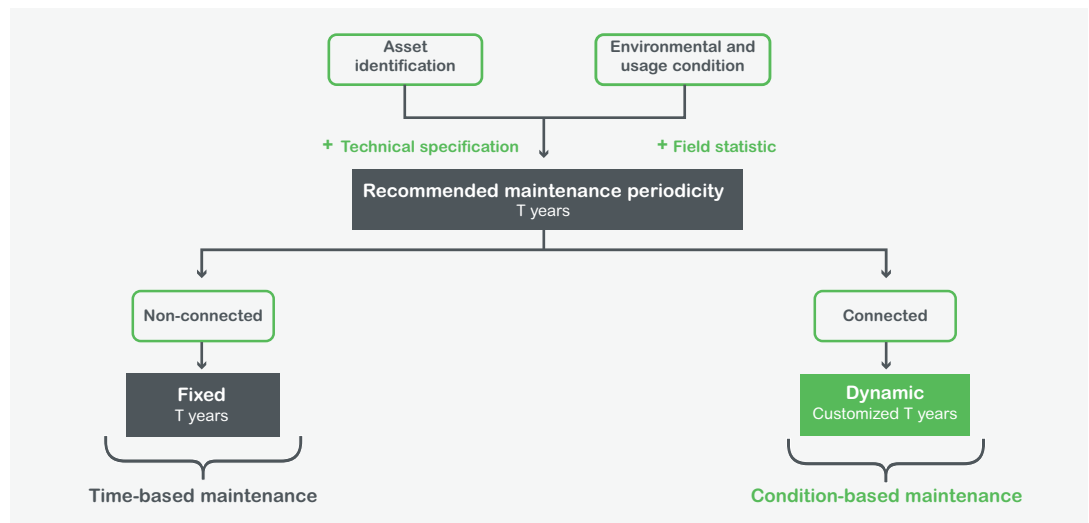 Asset
identification
Environmental and
usage condition
+ Technical specification
+ Field statistic
Recommended maintenance periodicity
T years
Non-connected
Connected
Fixed
T years
Dynamic
Customized T years
Time-based maintenance
Condition-based maintenance